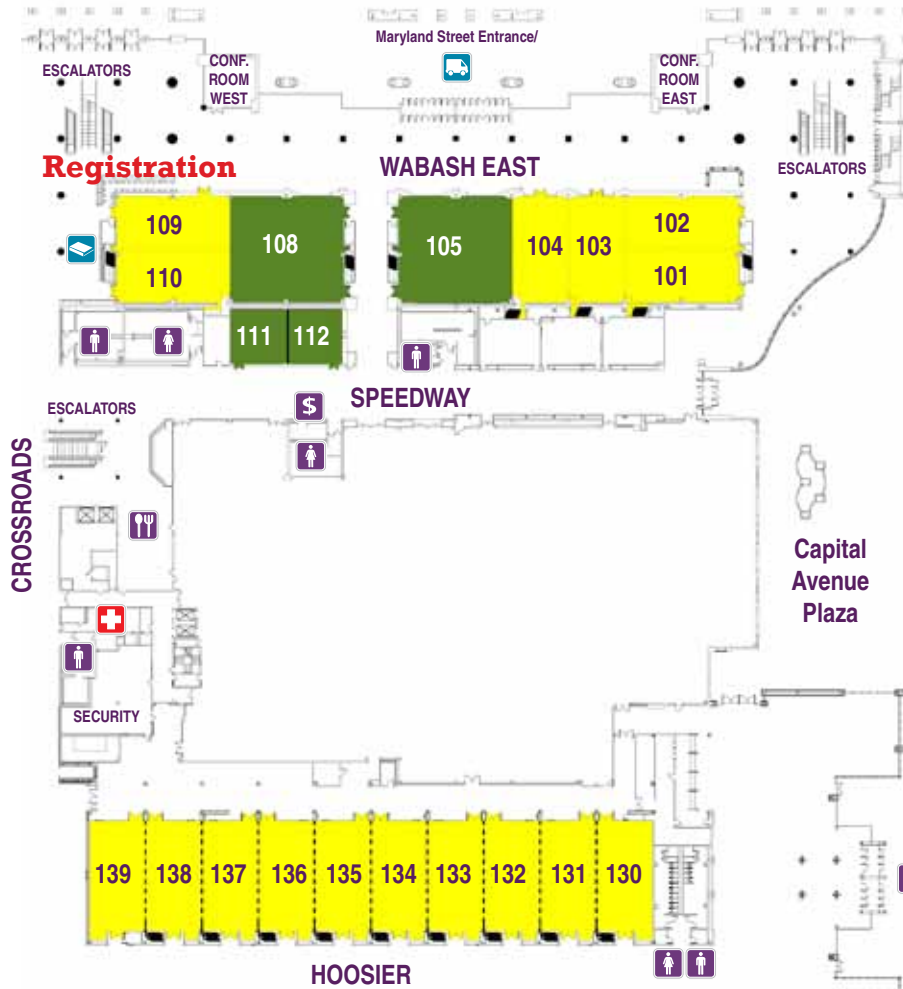 Maryland Street Entrance/
ESCALATORS
CONF.
ROOM
WEST
CONF.
ROOM
EAST
Registration
WABASH EAST
ESCALATORS
109
108
105
104
103
102
110
101
111
112
SPEEDWAY
$
ESCALATORS
CROSSROADS
Capital
Avenue
Plaza
SECURITY
139
138
137
136
135
134
133
132
131
130
HOOSIER